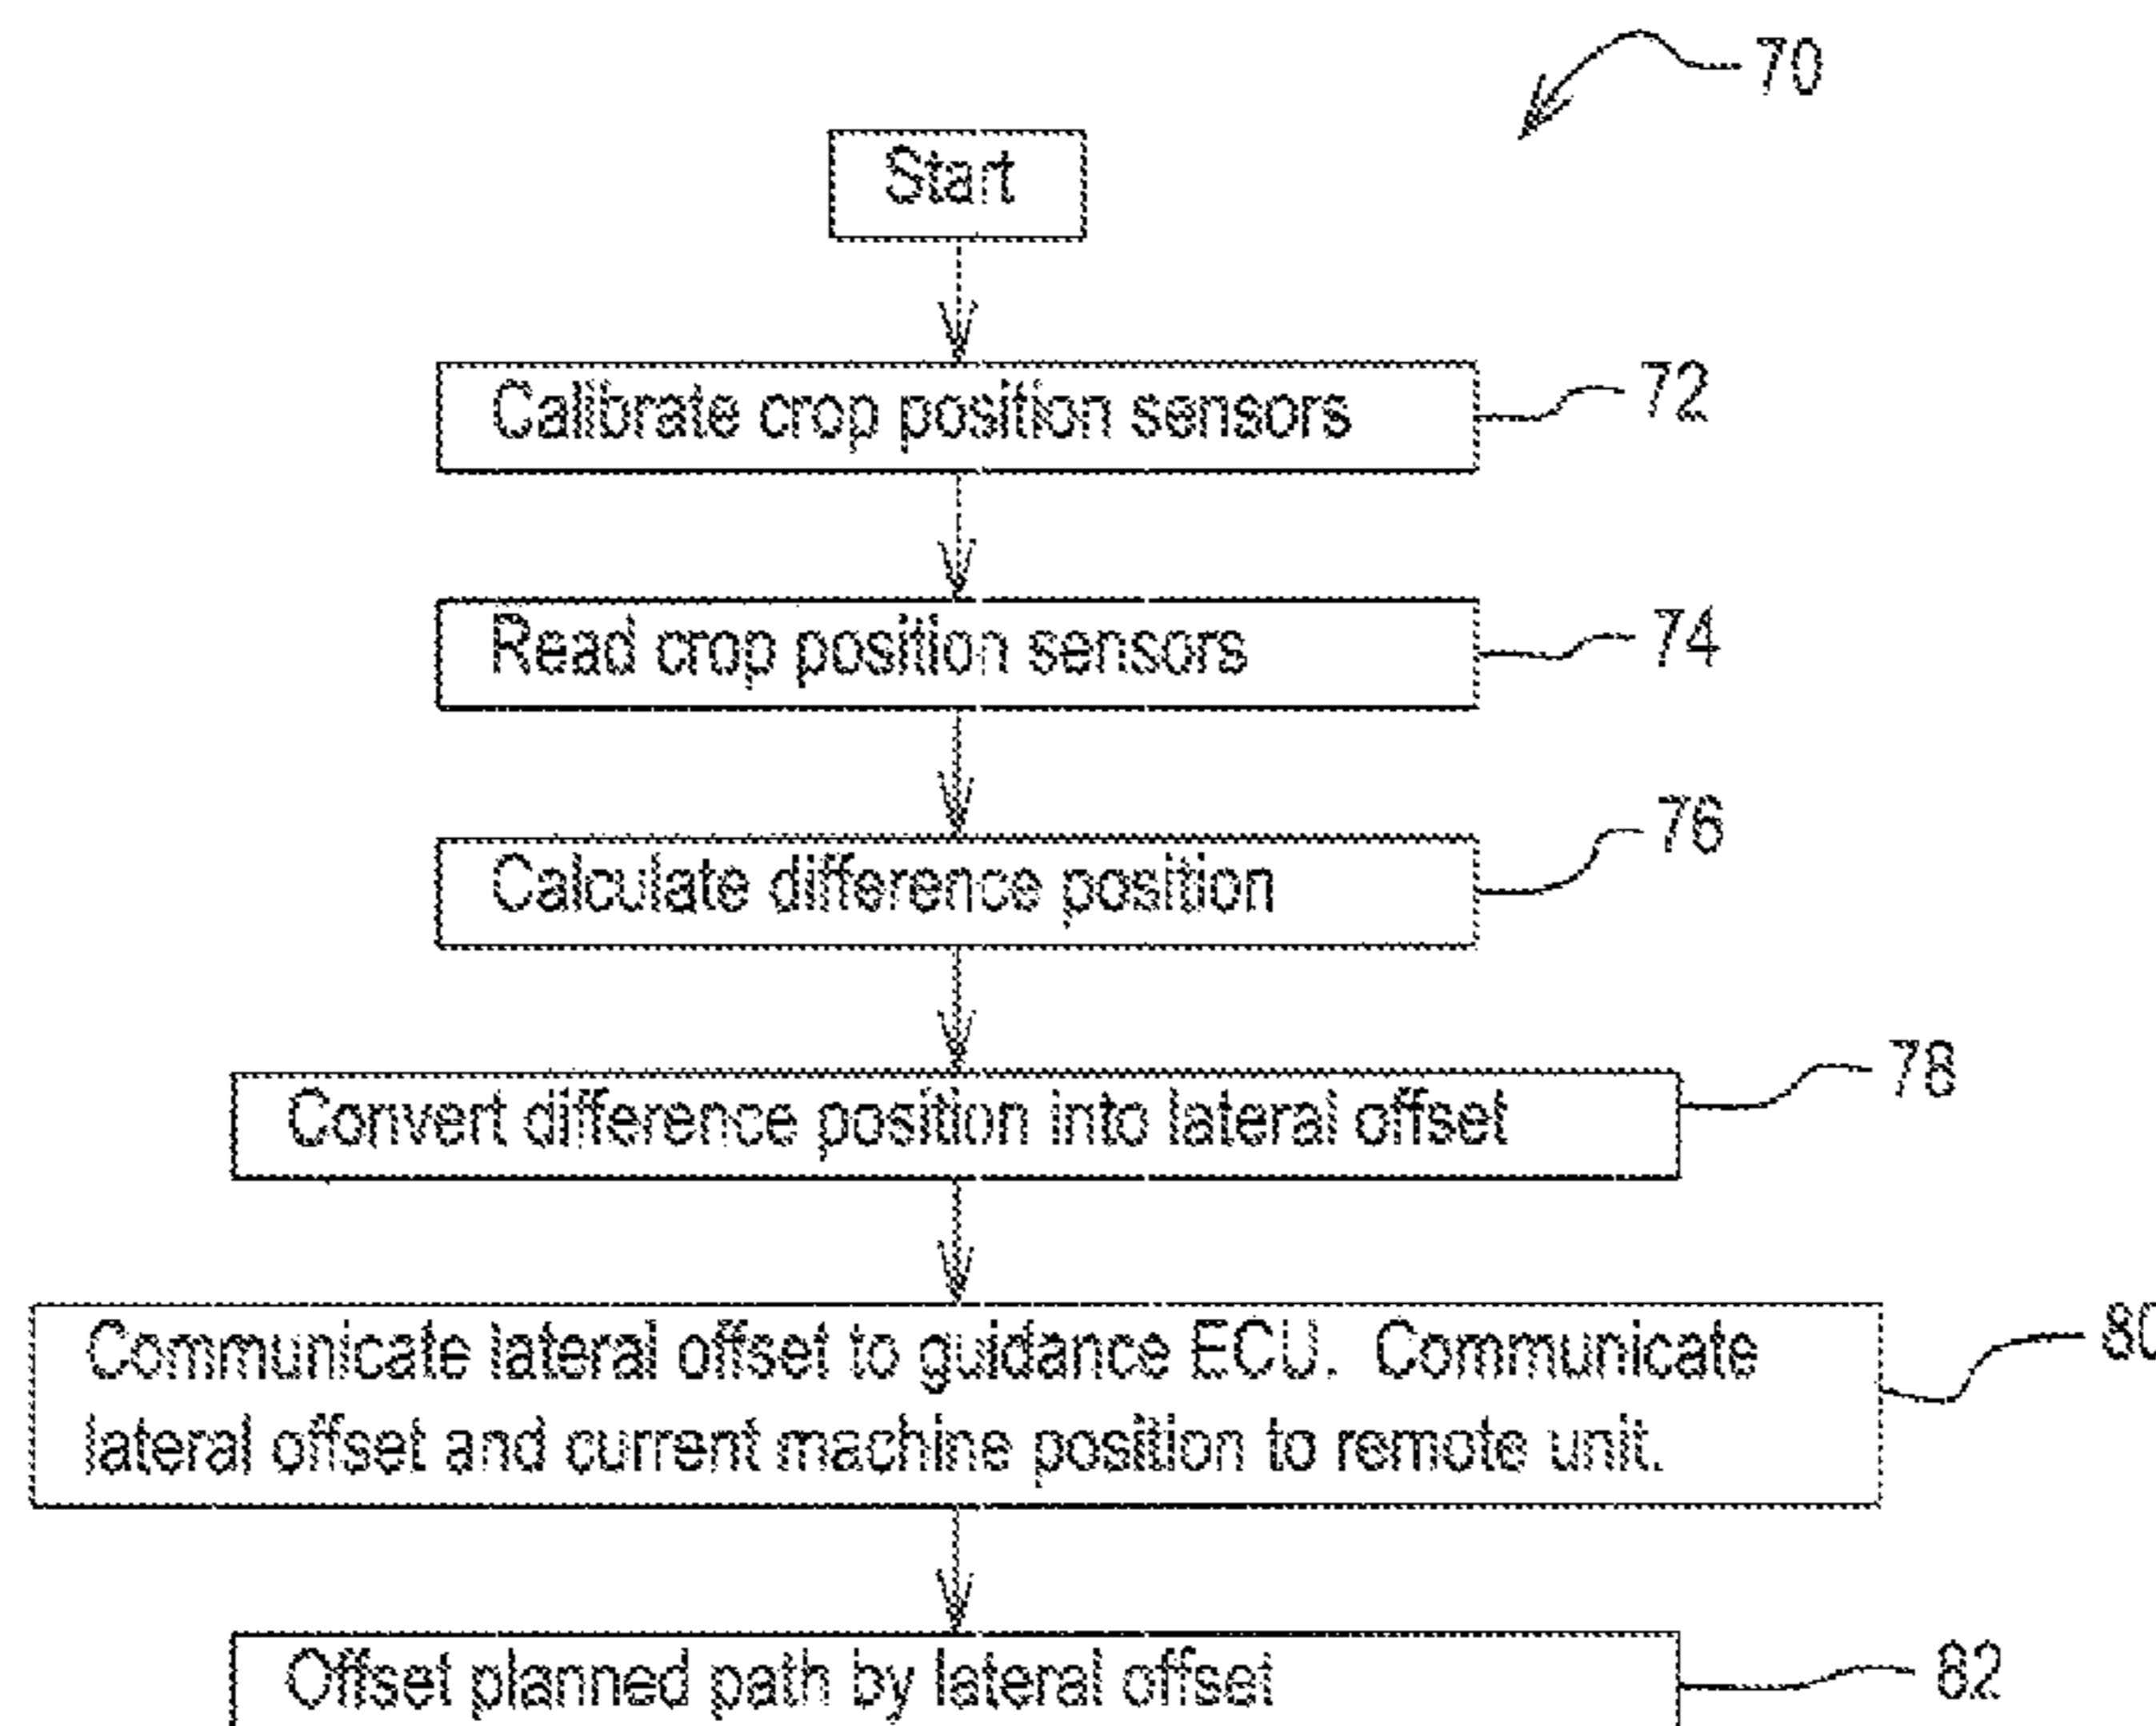 70
Start
Calibrate crop position sensors
72
Read crop position sensors
74
Calculate difference position
76
Convert difference position into lateral offset
78
Communicate lateral offset to guidance ECU. Communicate
lateral offset and current machine position to remote unit.
80
Offset planned path by lateral offset
82